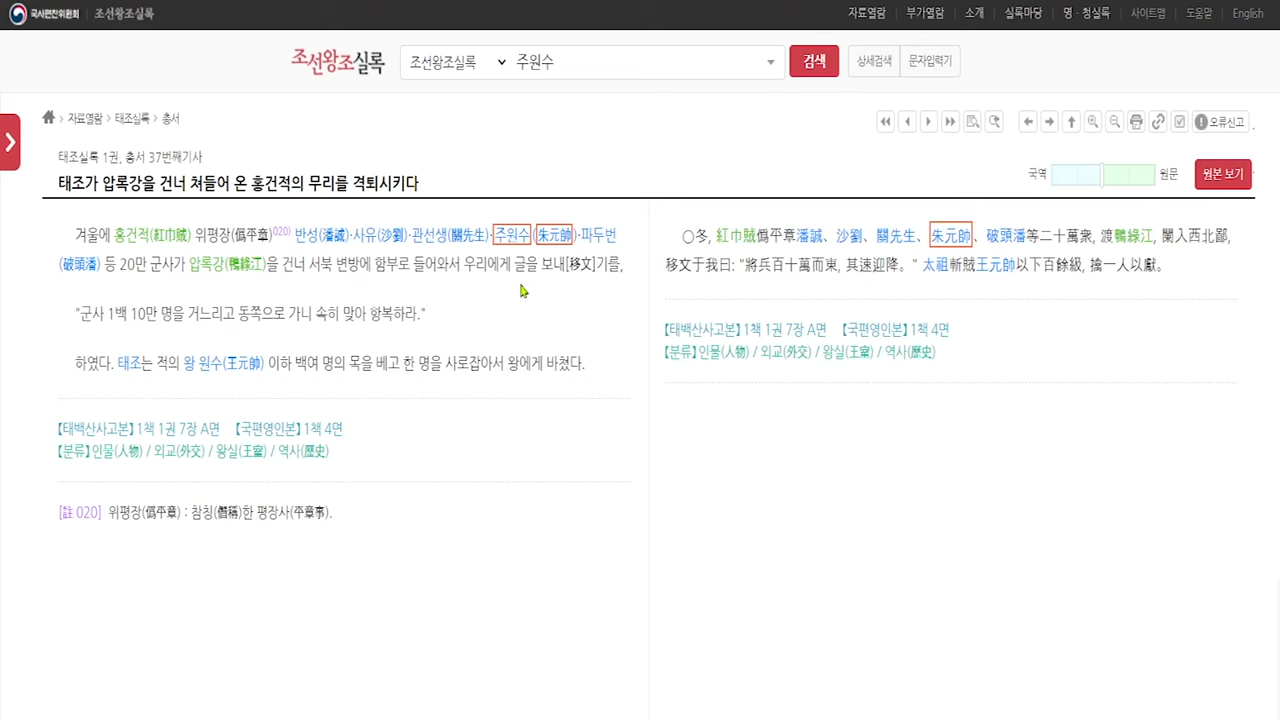 국사편찬위원회 조선왕조실록 자료열람 부가열람 소개 실록마당 명·청실록 사이트맵 도움말 English
조선왕조실록 조선왕조실록 주원수 검색 상세검색 문자입력기
자료열람 태조실록 총서 오류신고
태조실록 1권, 총서 37번째기사
태조가 압록강을 건너 쳐들어 온 홍건적의 무리를 격퇴시키다
국역 원문 원본 보기
겨울에 홍건적(紅巾賊) 위평장(僞平章)020) 반성(潘誠)·사유(沙劉)·관선생(關先生)·주원수(朱元帥)·파두번
(破頭潘) 등 20만 군사가 압록강(鴨綠江)을 건너 서북 변방에 함부로 들어와서 우리에게 글을 보내[移文]기를,
"군사 1백 10만 명을 거느리고 동쪽으로 가니 속히 맞아 항복하라."
하였다. 태조는 적의 왕 원수(王元帥) 이하 백여 명의 목을 베고 한 명을 사로잡아서 왕에게 바쳤다.
【태백산사고본】 1책 1권 7장 A면 【국편영인본】 1책 4면
【분류】 인물(人物) / 외교(外交) / 왕실(王室) / 역사(歷史)
[註 020] 위평장(僞平章) : 참칭(僭稱)한 평장사(平章事).
○冬, 紅巾賊僞平章潘誠、沙劉、關先生、朱元帥、破頭潘等二十萬衆, 渡鴨綠江, 闌入西北鄙,
移文于我曰: "將兵百十萬而東, 其速迎降。" 太祖斬賊王元帥以下百餘級, 擒一人以獻。
【태백산사고본】 1책 1권 7장 A면 【국편영인본】 1책 4면
【분류】 인물(人物) / 외교(外交) / 왕실(王室) / 역사(歷史)